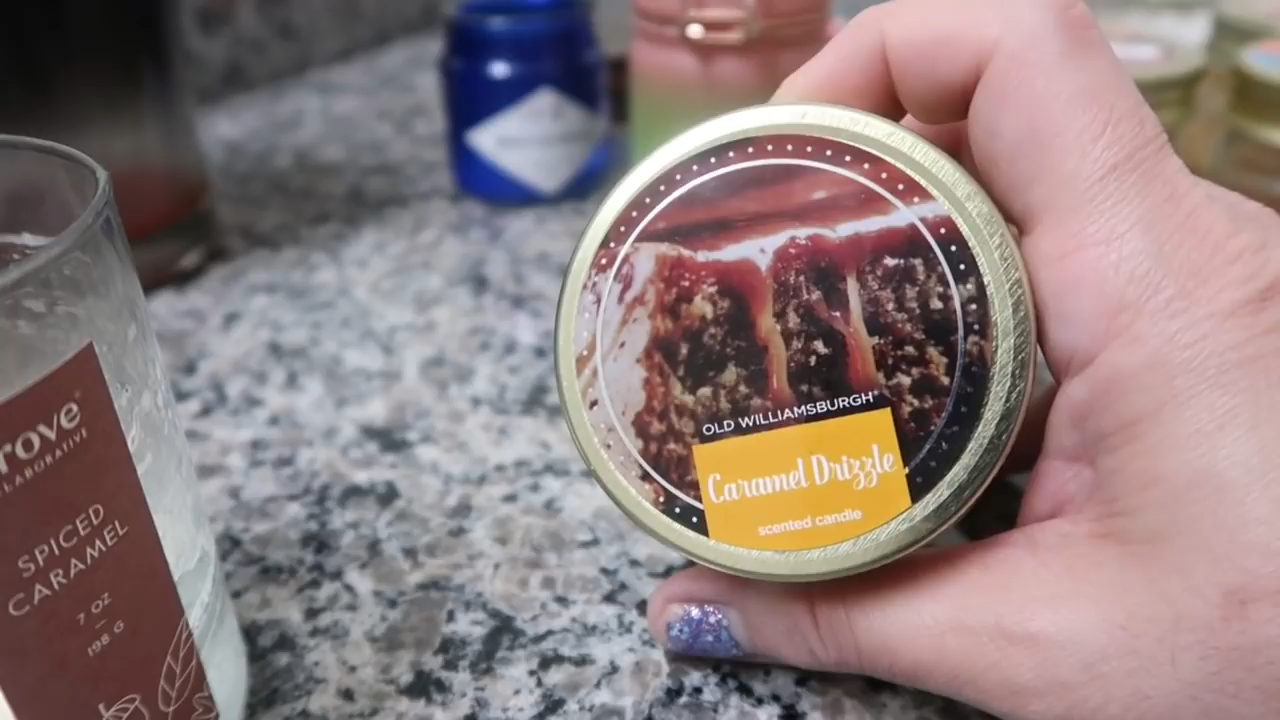 rove
LABORATIVE
SPICED
CARAMEL
7 OZ
198 G
OLD WILLIAMSBURGH®
Caramel Drizzle
scented candle